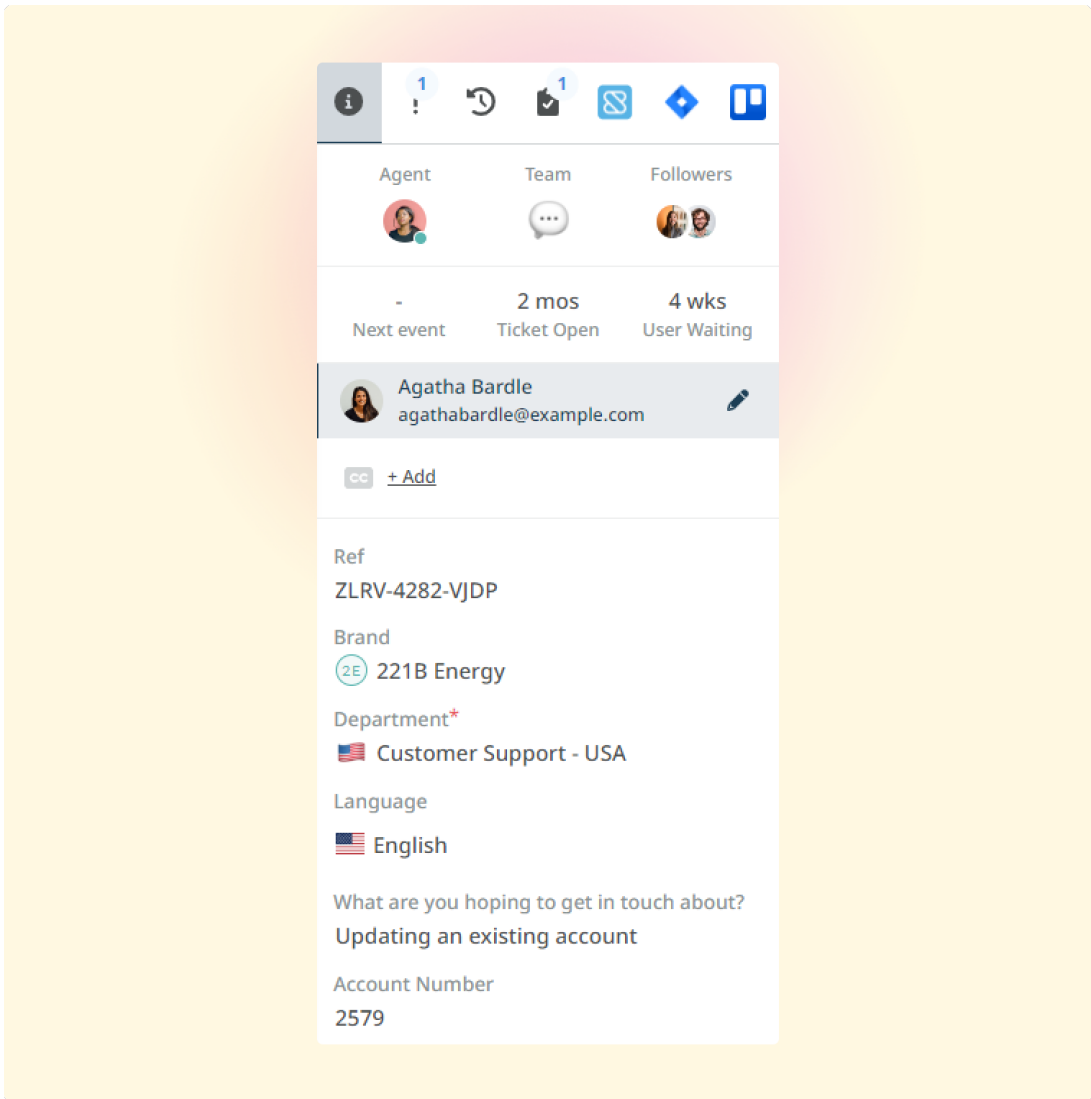 1
1
Agent
Team
Followers
-
2 mos
4 wks
Next event
Ticket Open
User Waiting
Agatha Bardle
agathabardle@example.com
CC
+ Add
Ref
ZLRV-4282-VJDP
Brand
2E
221B Energy
Department*
Customer Support - USA
Language
English
What are you hoping to get in touch about?
Updating an existing account
Account Number
2579